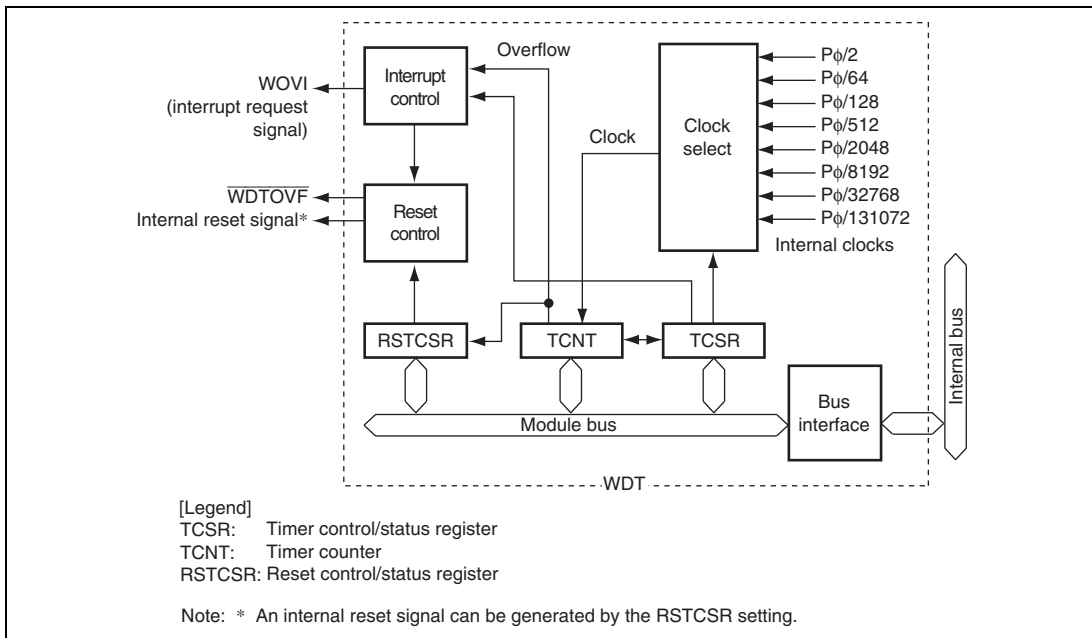 Overflow
Interrupt
control
WOVI
(interrupt request
signal)
Clock
Clock
select
Pϕ/2
Pϕ/64
Pϕ/128
Pϕ/512
Pϕ/2048
Pϕ/8192
Pϕ/32768
Pϕ/131072
Internal clocks
WDTOVF
Internal reset signal*
Reset
control
RSTCSR
TCNT
TCSR
Module bus
Bus
interface
Internal bus
WDT
[Legend]
TCSR: Timer control/status register
TCNT: Timer counter
RSTCSR: Reset control/status register
Note: * An internal reset signal can be generated by the RSTCSR setting.